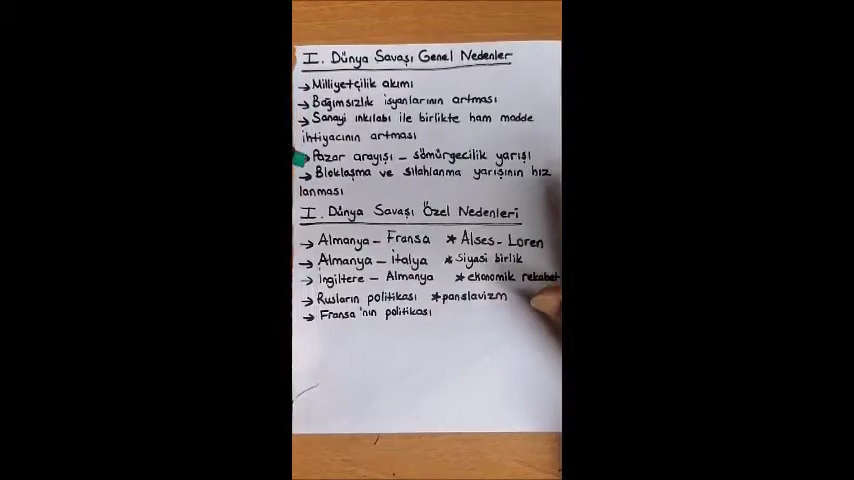 I. Dünya Savaşı Genel Nedenler
→ Milliyetçilik akımı
→ Bağımsızlık isyanlarının artması
→ Sanayi inkılabı ile birlikte ham madde
ihtiyacının artması
→ Pazar arayışı - sömürgecilik yarışı
→ Bloklaşma ve silahlanma yarışının hız
lanması
I. Dünya Savaşı Özel Nedenleri
→ Almanya - Fransa * Alses - Loren
→ Almanya - İtalya * siyasi birlik
→ İngiltere - Almanya * ekonomik rekabet
→ Rusların politikası * panslavizm
→ Fransa'nın politikası